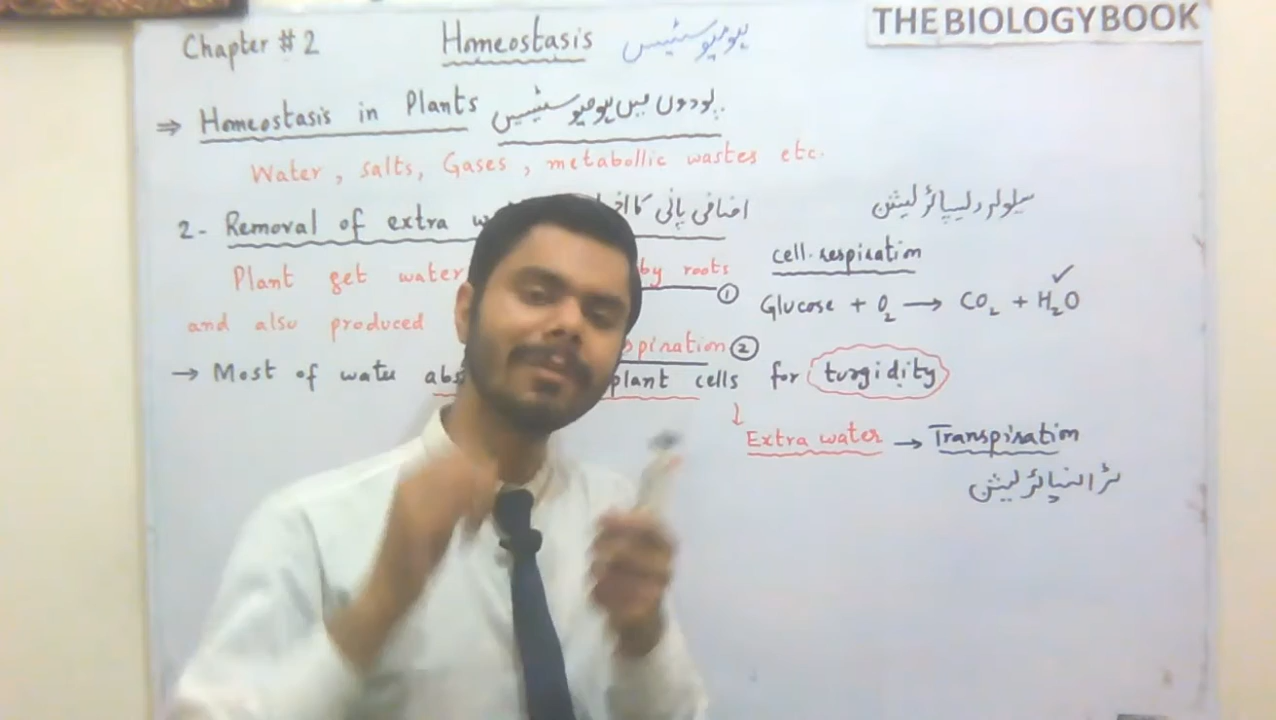 THE BIOLOGY BOOK
Chapter # 2 Homeostasis ہومیوسٹیسس
⇒ Homeostasis in Plants پودوں میں ہومیوسٹیسس
Water , salts, Gases , metabollic wastes etc.
2- Removal of extra اضافی پانی کا
سیلولر ریسپائریشن
cell. respiration
Plant get water by roots ①
Glucose + O₂ → CO₂ + H₂O ✓
and also produced ②
→ Most of water plant cells for turgidity
↓
Extra water → Transpiration
ٹرانسپائریشن